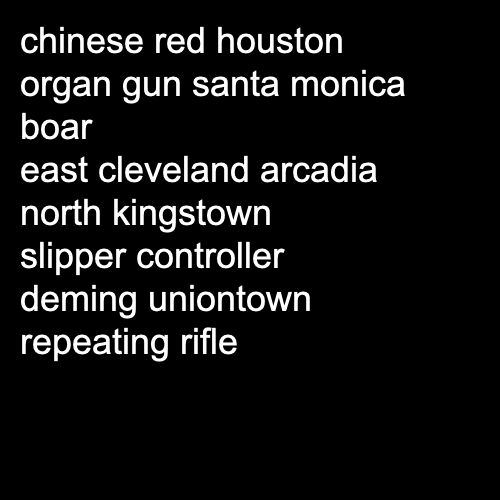 chinese red houston
organ gun santa monica
boar
east cleveland arcadia
north kingstown
slipper controller
deming uniontown
repeating rifle